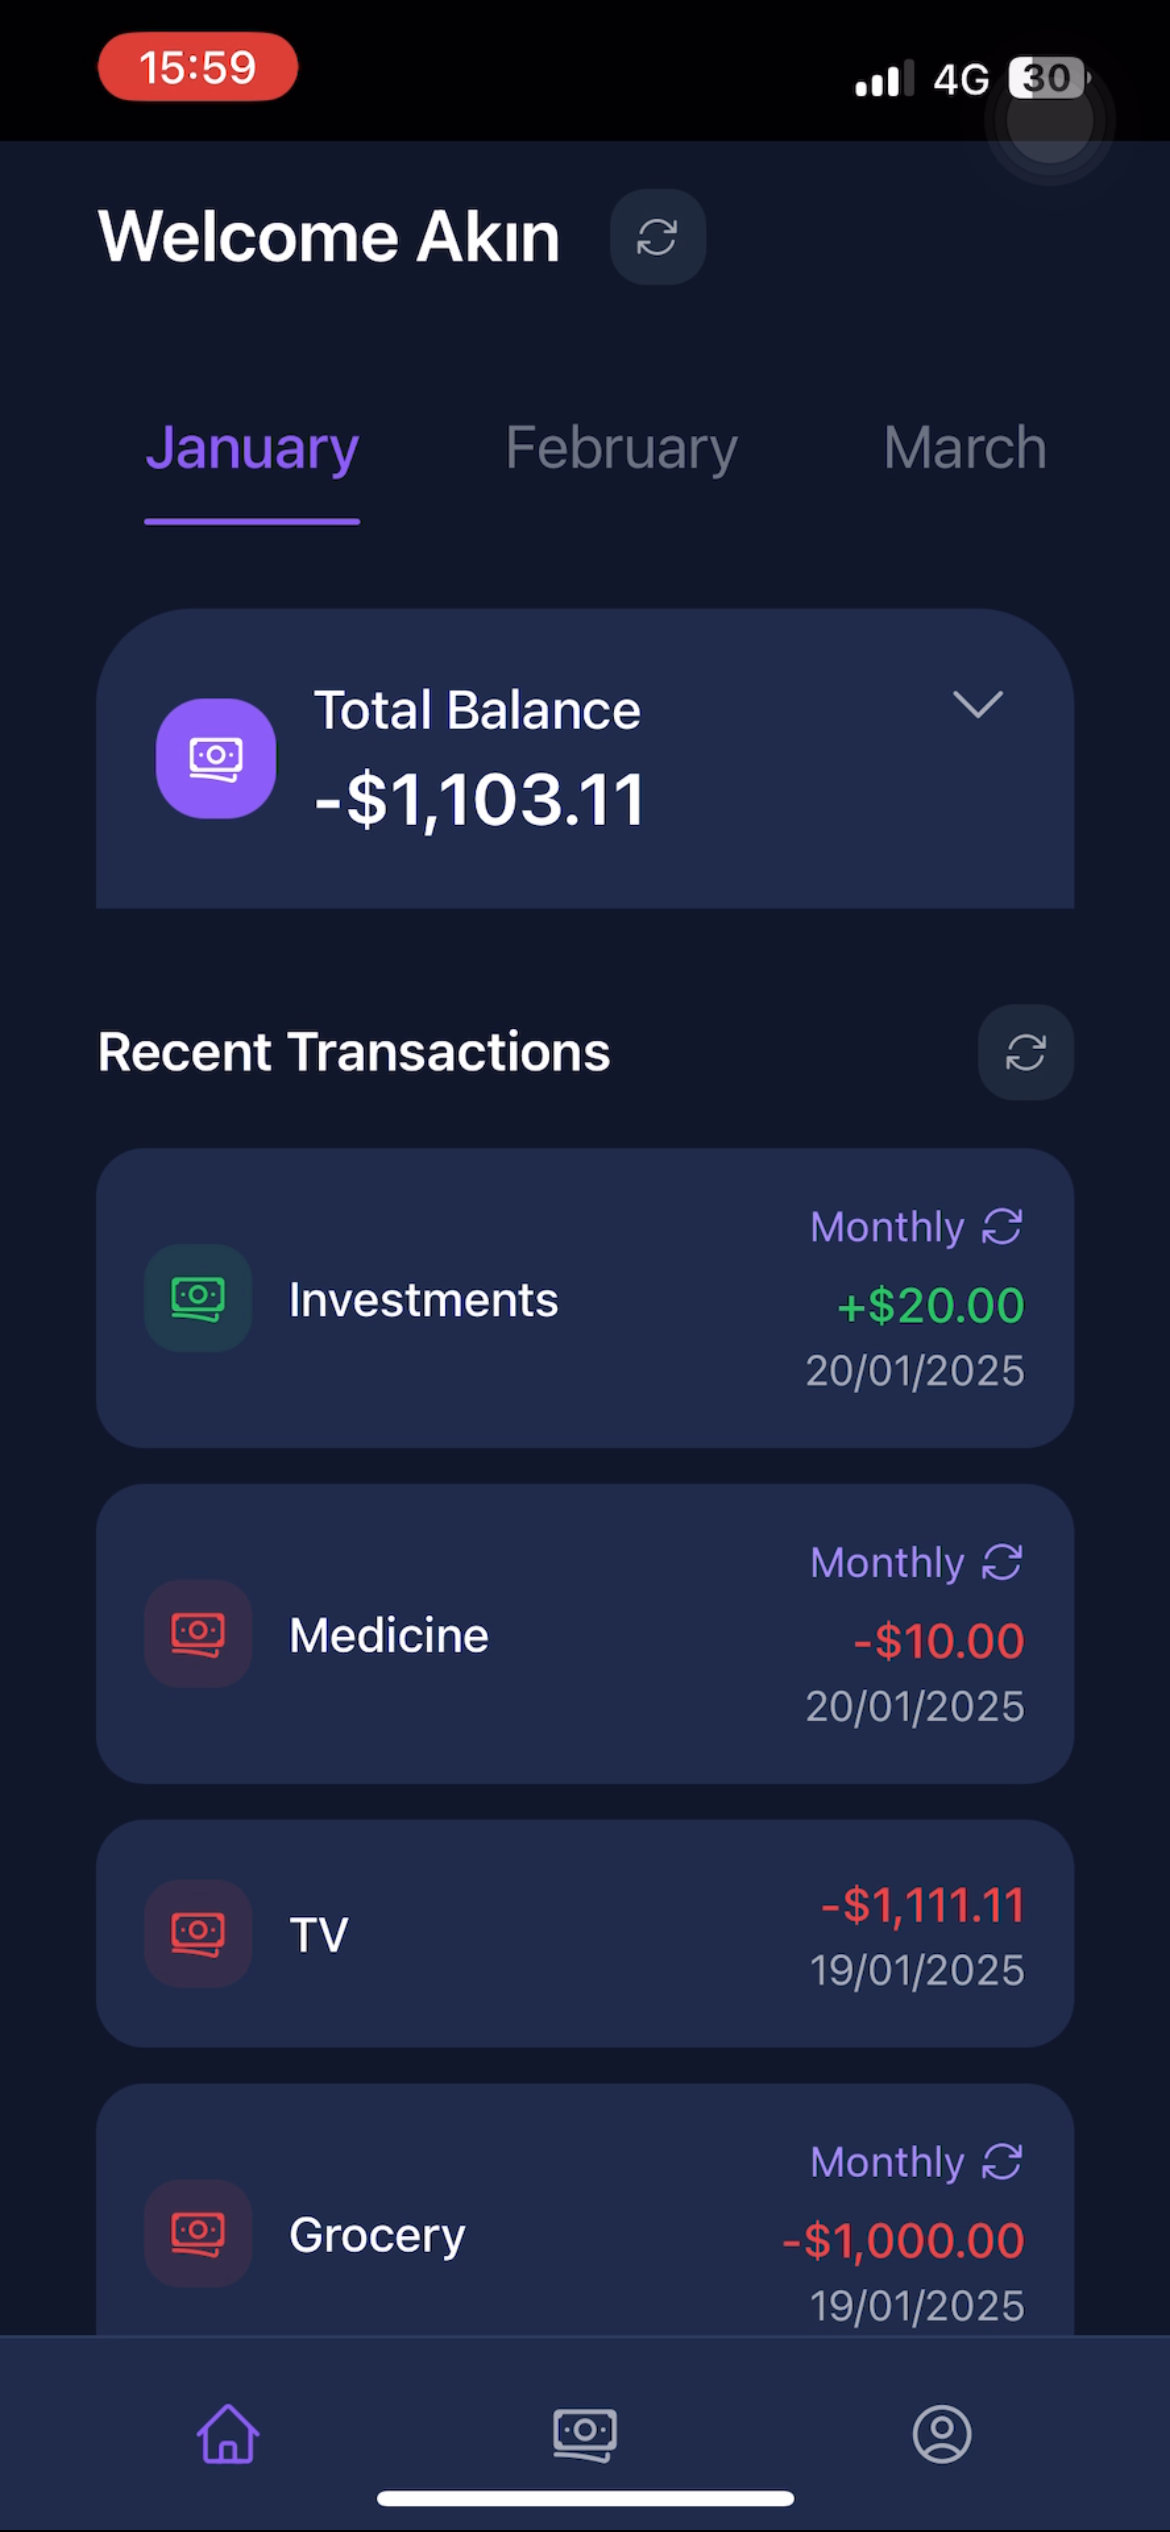 15:59
4G 30
Welcome Akın
January February March
Total Balance
-$1,103.11
Recent Transactions
Monthly
Investments
+$20.00
20/01/2025
Monthly
Medicine
-$10.00
20/01/2025
TV
-$1,111.11
19/01/2025
Monthly
Grocery
-$1,000.00
19/01/2025